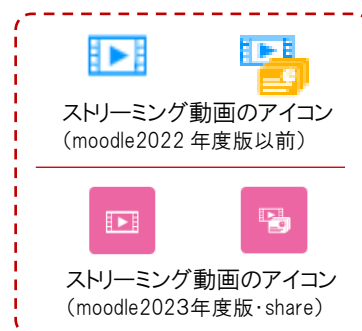 ストリーミング動画のアイコン
（moodle2022 年度版以前）
ストリーミング動画のアイコン
（moodle2023年度版・share）